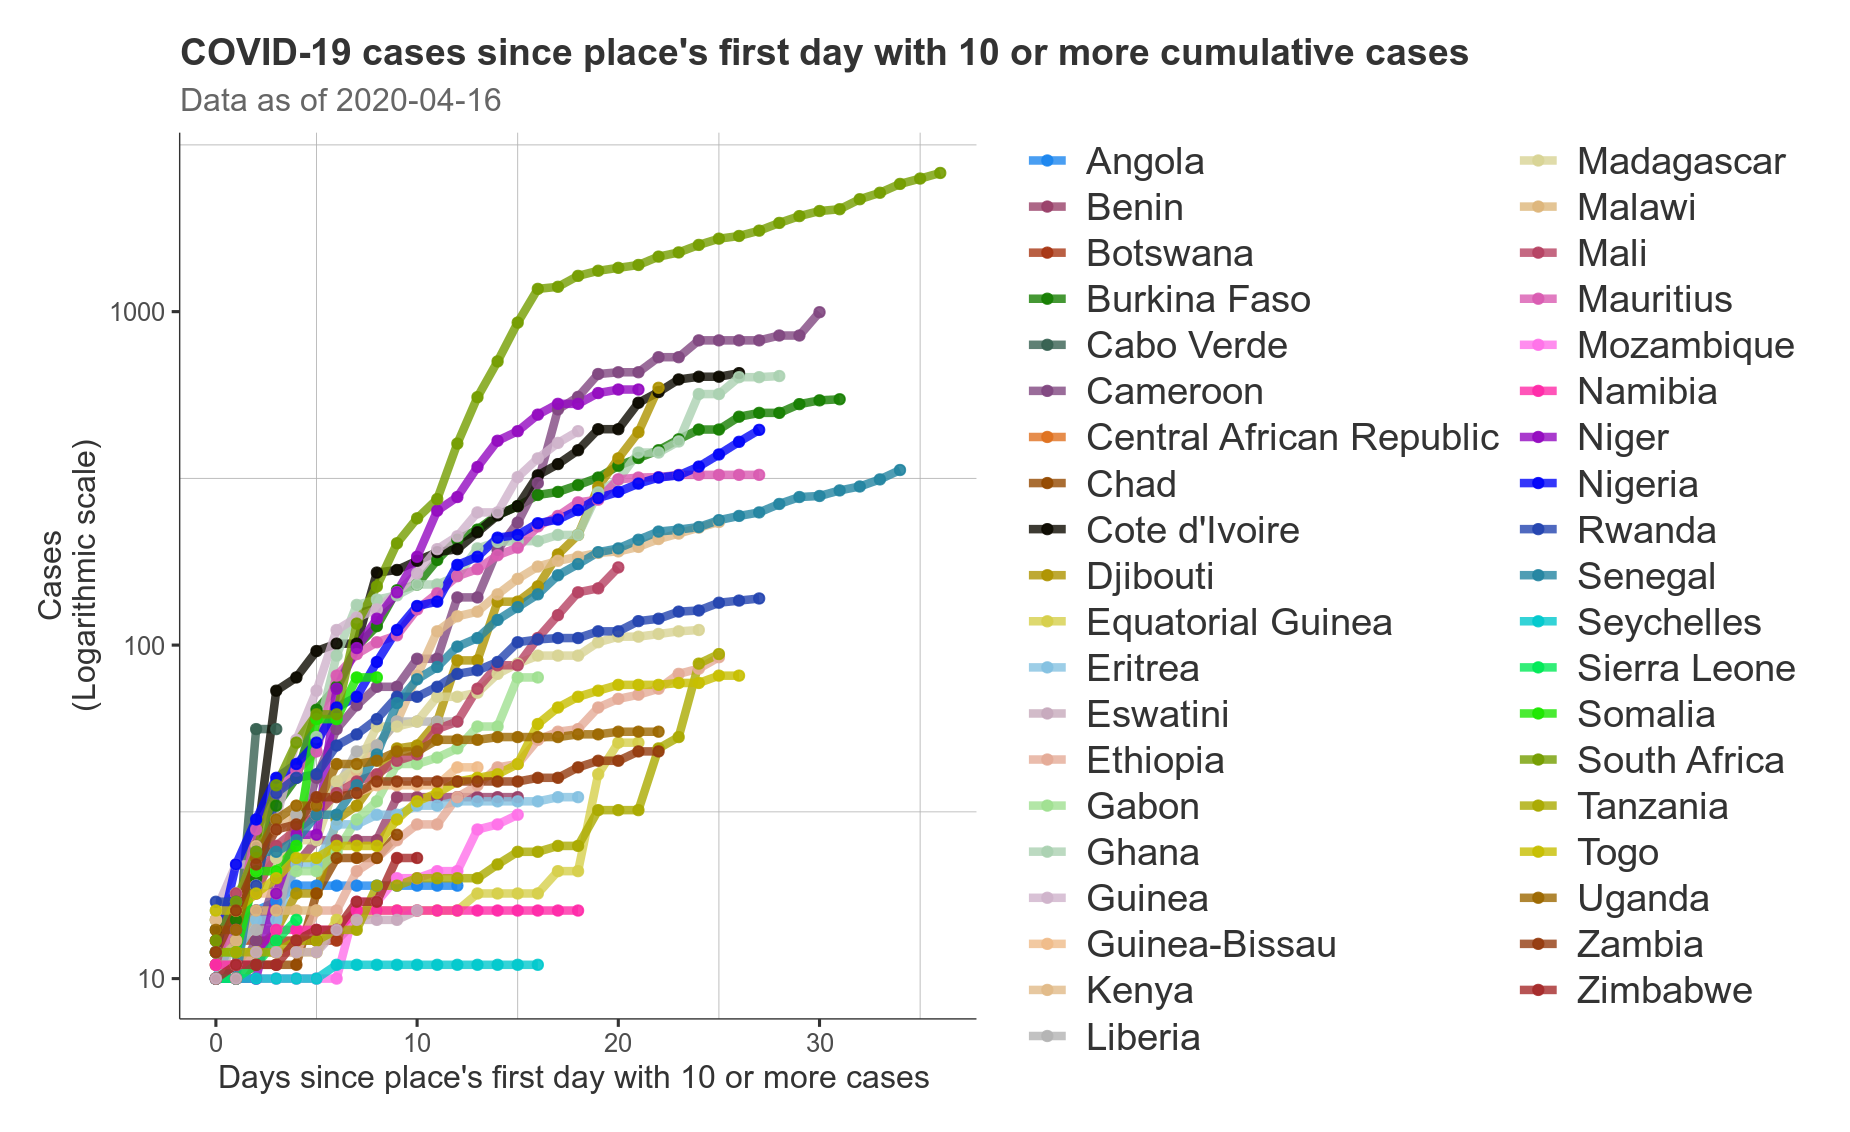 COVID-19 cases since place's first day with 10 or more cumulative cases
Data as of 2020-04-16
Cases
(Logarithmic scale)
1000
100
10
0
10
20
30
Days since place's first day with 10 or more cases
Angola
Benin
Botswana
Burkina Faso
Cabo Verde
Cameroon
Central African Republic
Chad
Cote d'Ivoire
Djibouti
Equatorial Guinea
Eritrea
Eswatini
Ethiopia
Gabon
Ghana
Guinea
Guinea-Bissau
Kenya
Liberia
Madagascar
Malawi
Mali
Mauritius
Mozambique
Namibia
Niger
Nigeria
Rwanda
Senegal
Seychelles
Sierra Leone
Somalia
South Africa
Tanzania
Togo
Uganda
Zambia
Zimbabwe